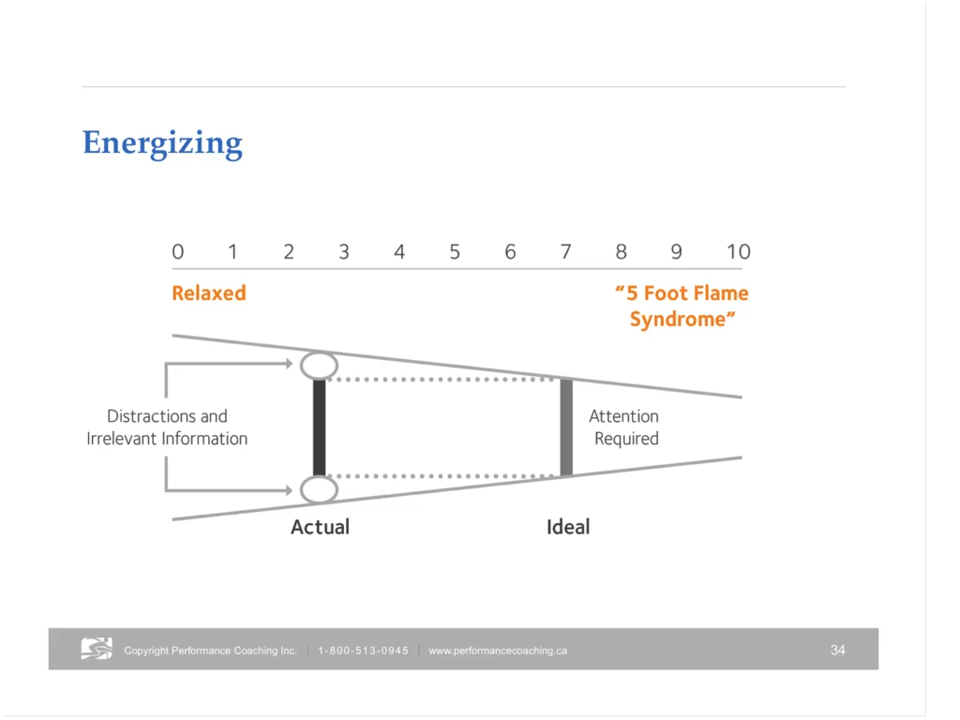 Energizing
0 1 2 3 4 5 6 7 8 9 10
Relaxed
“5 Foot Flame
Syndrome”
Distractions and
Irrelevant Information
Attention
Required
Actual
Ideal
Copyright Performance Coaching Inc. | 1-800-513-0945 | www.performancecoaching.ca
34